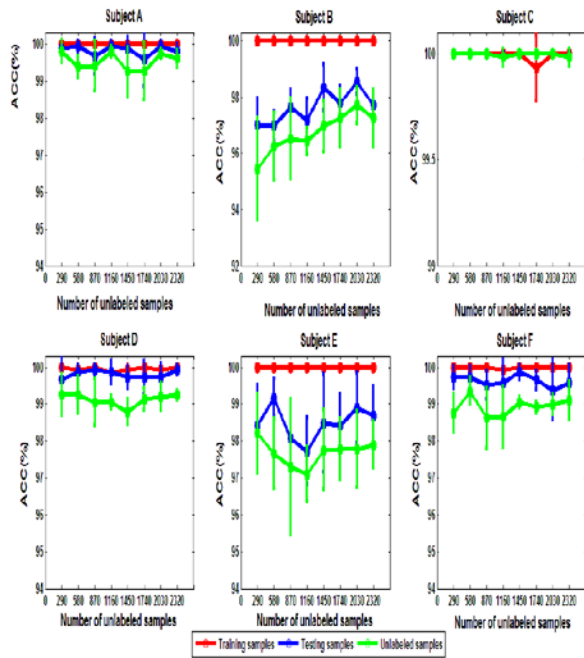 Subject A
Subject B
Subject C
ACC(%)
100
99
98
97
96
95
94
0 290 580 870 1160 1450 1740 2030 2320
Number of unlabeled samples
ACC(%)
100
98
96
94
92
0 290 580 870 1160 1450 1740 2030 2320
Number of unlabeled samples
ACC(%)
100
99.5
99
0 290 580 870 1160 1450 1740 2030 2320
Number of unlabeled samples
Subject D
Subject E
Subject F
ACC(%)
100
99
98
97
96
95
94
0 290 580 870 1160 1450 1740 2030 2320
Number of unlabeled samples
ACC(%)
100
99
98
97
96
95
94
0 290 580 870 1160 1450 1740 2030 2320
Number of unlabeled samples
ACC(%)
100
99
98
97
96
95
94
0 290 580 870 1160 1450 1740 2030 2320
Number of unlabeled samples
Training samples Testing samples Unlabeled samples